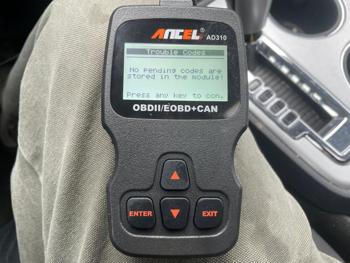 ANCEL
AD310
Trouble Codes
No pending codes are
stored in the module!
Press any key to con.
OBDII/EOBD+CAN
ENTER
EXIT